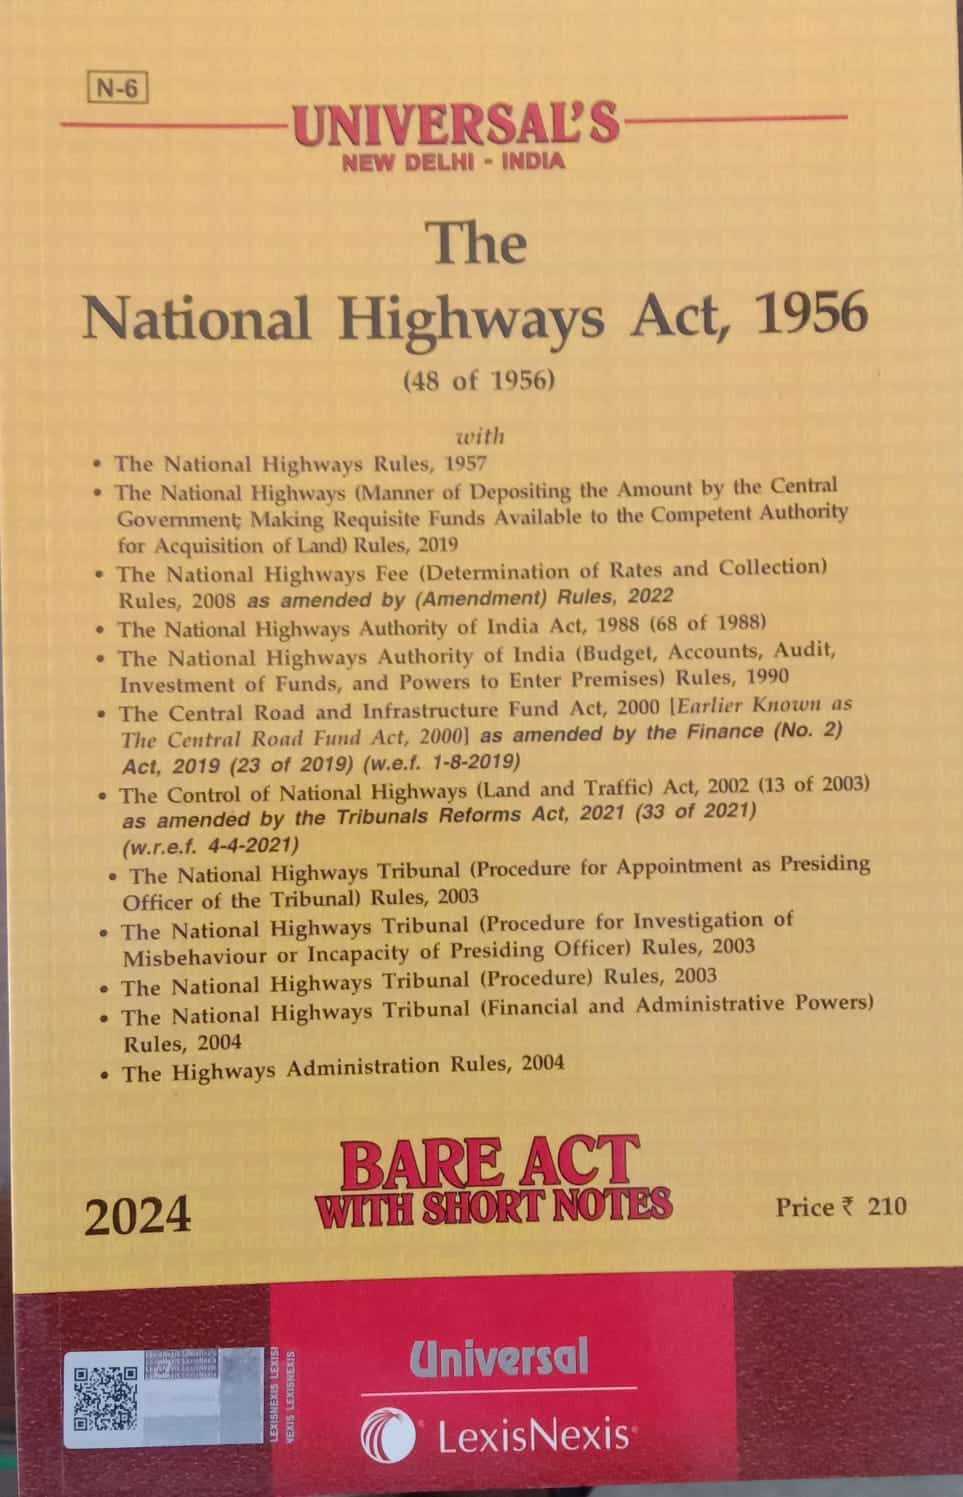 N-6
UNIVERSAL'S
NEW DELHI - INDIA
The
National Highways Act, 1956
(48 of 1956)
with
• The National Highways Rules, 1957
• The National Highways (Manner of Depositing the Amount by the Central
Government; Making Requisite Funds Available to the Competent Authority
for Acquisition of Land) Rules, 2019
• The National Highways Fee (Determination of Rates and Collection)
Rules, 2008 as amended by (Amendment) Rules, 2022
• The National Highways Authority of India Act, 1988 (68 of 1988)
• The National Highways Authority of India (Budget, Accounts, Audit,
Investment of Funds, and Powers to Enter Premises) Rules, 1990
• The Central Road and Infrastructure Fund Act, 2000 [Earlier Known as
The Central Road Fund Act, 2000] as amended by the Finance (No. 2)
Act, 2019 (23 of 2019) (w.e.f. 1-8-2019)
• The Control of National Highways (Land and Traffic) Act, 2002 (13 of 2003)
as amended by the Tribunals Reforms Act, 2021 (33 of 2021)
(w.r.e.f. 4-4-2021)
• The National Highways Tribunal (Procedure for Appointment as Presiding
Officer of the Tribunal) Rules, 2003
• The National Highways Tribunal (Procedure for Investigation of
Misbehaviour or Incapacity of Presiding Officer) Rules, 2003
• The National Highways Tribunal (Procedure) Rules, 2003
• The National Highways Tribunal (Financial and Administrative Powers)
Rules, 2004
• The Highways Administration Rules, 2004
BARE ACT
WITH SHORT NOTES
2024
Price ₹ 210
Universal
LexisNexis
LEXISNEXIS LEXIS
NEXIS LEXISNEXIS